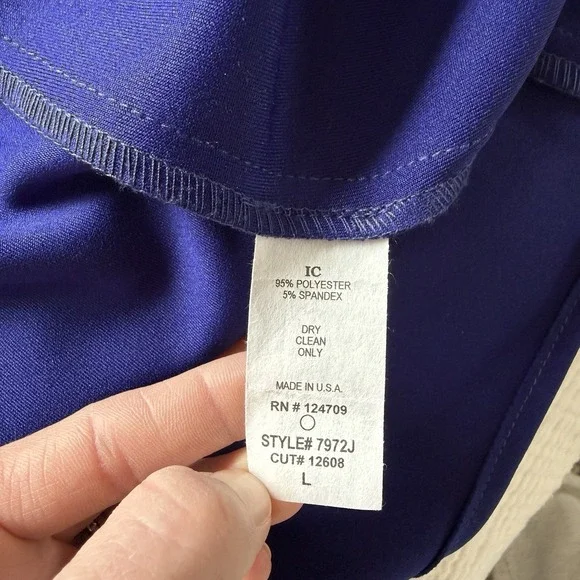 IC
95% POLYESTER
5% SPANDEX
DRY
CLEAN
ONLY
MADE IN U.S.A.
RN # 124709
STYLE# 7972J
CUT# 12608
L